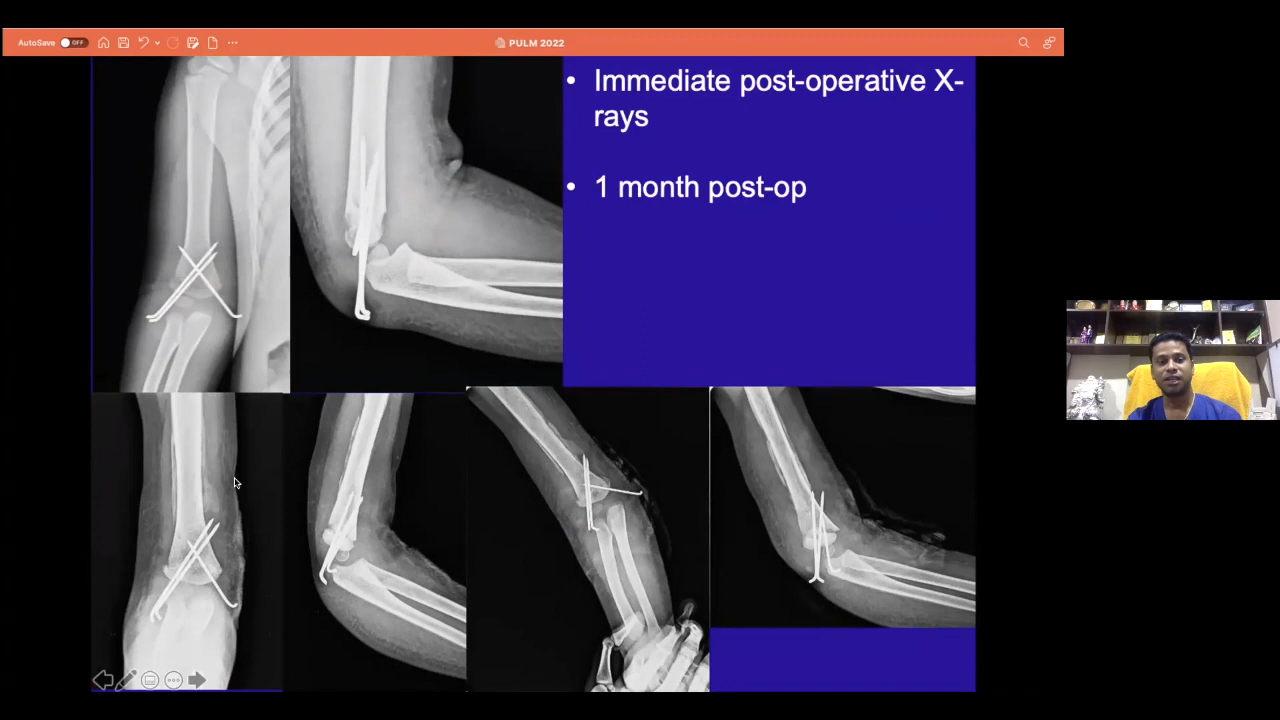 AutoSave OFF
PULM 2022
• Immediate post-operative X-
rays
• 1 month post-op